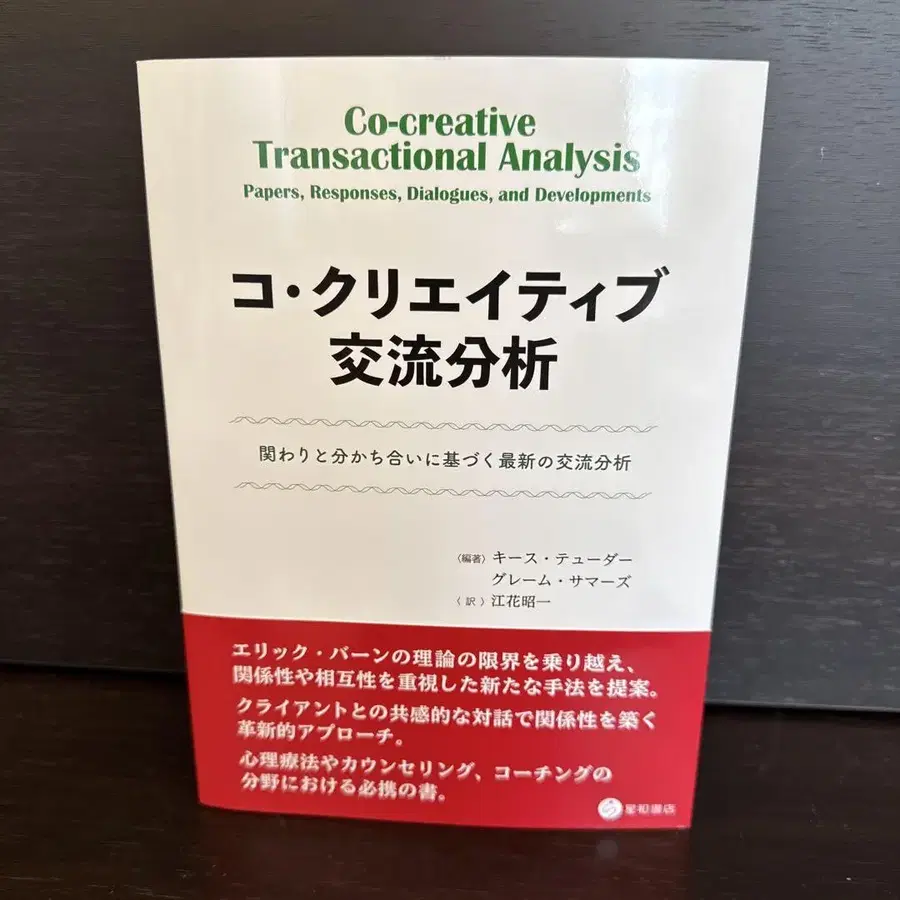 Co-creative
Transactional Analysis
Papers, Responses, Dialogues, and Developments
コ・クリエイティブ
交流分析
関わりと分かち合いに基づく最新の交流分析
〈編著〉キース・テューダー
グレーム・サマーズ
〈訳〉江花昭一
エリック・バーンの理論の限界を乗り越え、
関係性や相互性を重視した新たな手法を提案。
クライアントとの共感的な対話で関係性を築く
革新的アプローチ。
心理療法やカウンセリング、コーチングの
分野における必携の書。
星和書店